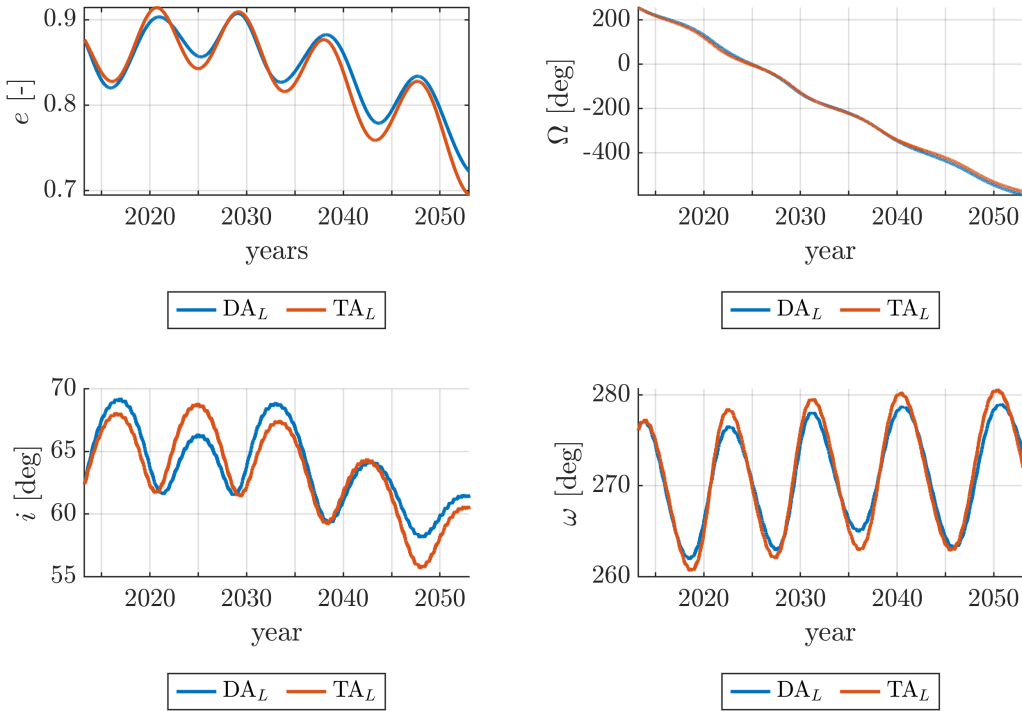 0.9
0.8
0.7
e [-]
2020 2030 2040 2050
years
DA_L TA_L
200
0
-200
-400
Ω [deg]
2020 2030 2040 2050
year
DA_L TA_L
70
65
60
55
i [deg]
2020 2030 2040 2050
year
DA_L TA_L
280
270
260
ω [deg]
2020 2030 2040 2050
year
DA_L TA_L